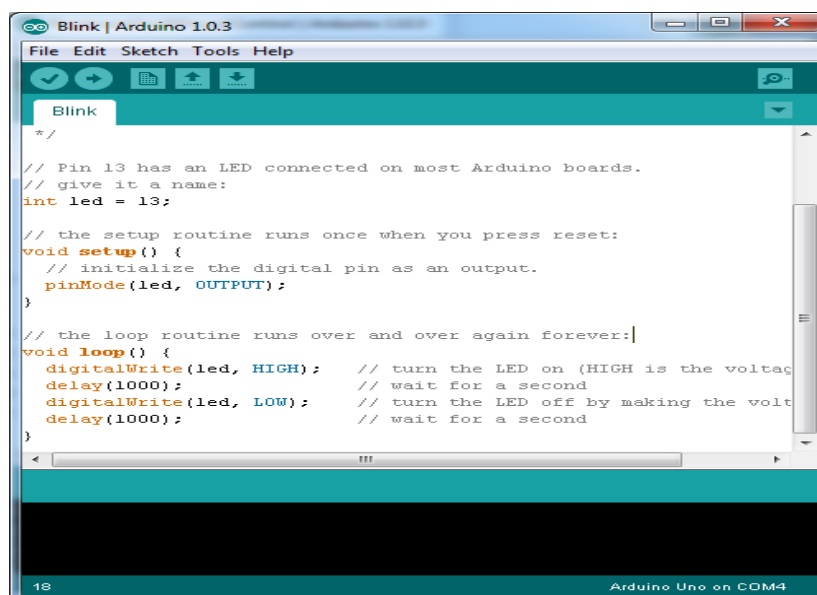 Blink | Arduino 1.0.3
File Edit Sketch Tools Help
Blink
*/
// Pin 13 has an LED connected on most Arduino boards.
// give it a name:
int led = 13;
// the setup routine runs once when you press reset:
void setup() {
// initialize the digital pin as an output.
pinMode(led, OUTPUT);
}
// the loop routine runs over and over again forever:
void loop() {
digitalWrite(led, HIGH); // turn the LED on (HIGH is the voltag
delay(1000); // wait for a second
digitalWrite(led, LOW); // turn the LED off by making the volt
delay(1000); // wait for a second
}
18 Arduino Uno on COM4